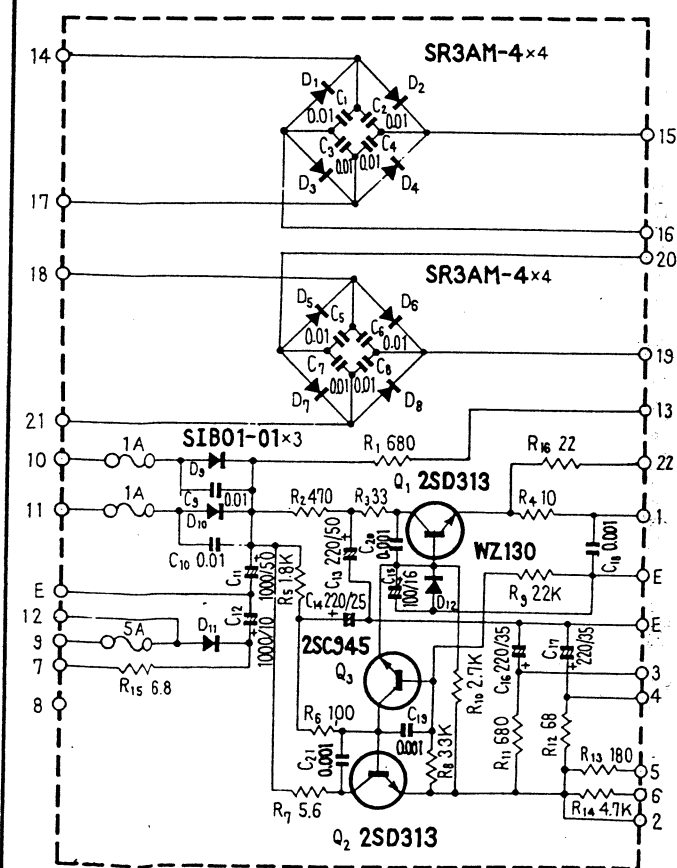 14
SR3AM-4×4
D1
C1
0.01
C2
0.01
D2
C3
0.01
C4
0.01
D3
D4
15
17
16
20
18
SR3AM-4×4
D5
C5
0.01
C6
0.01
D6
C7
0.01
C8
0.01
D7
D8
19
21
13
SIB01-01×3
10
1A
D9
C9
0.01
R1 680
R16 22
22
Q1 2SD313
11
1A
D10
C10 0.01
R2 470
R3 33
R4 10
1
C11
1000/50
R5 1.8K
C13
220/50
C20
0.001
C15
100/16
WZ130
D12
C18
0.001
R9 22K
E
E
12
C12
1000/10
C14 220/25
E
9
5A
D11
2SC945
Q3
C16 220/35
C17
220/35
3
4
7
R15 6.8
8
R10 2.7K
R6 100
C19
0.001
R8 3.3K
R11 680
R12 68
C21
0.001
R13 180
5
R7 5.6
6
R14 4.7K
2
Q2 2SD313